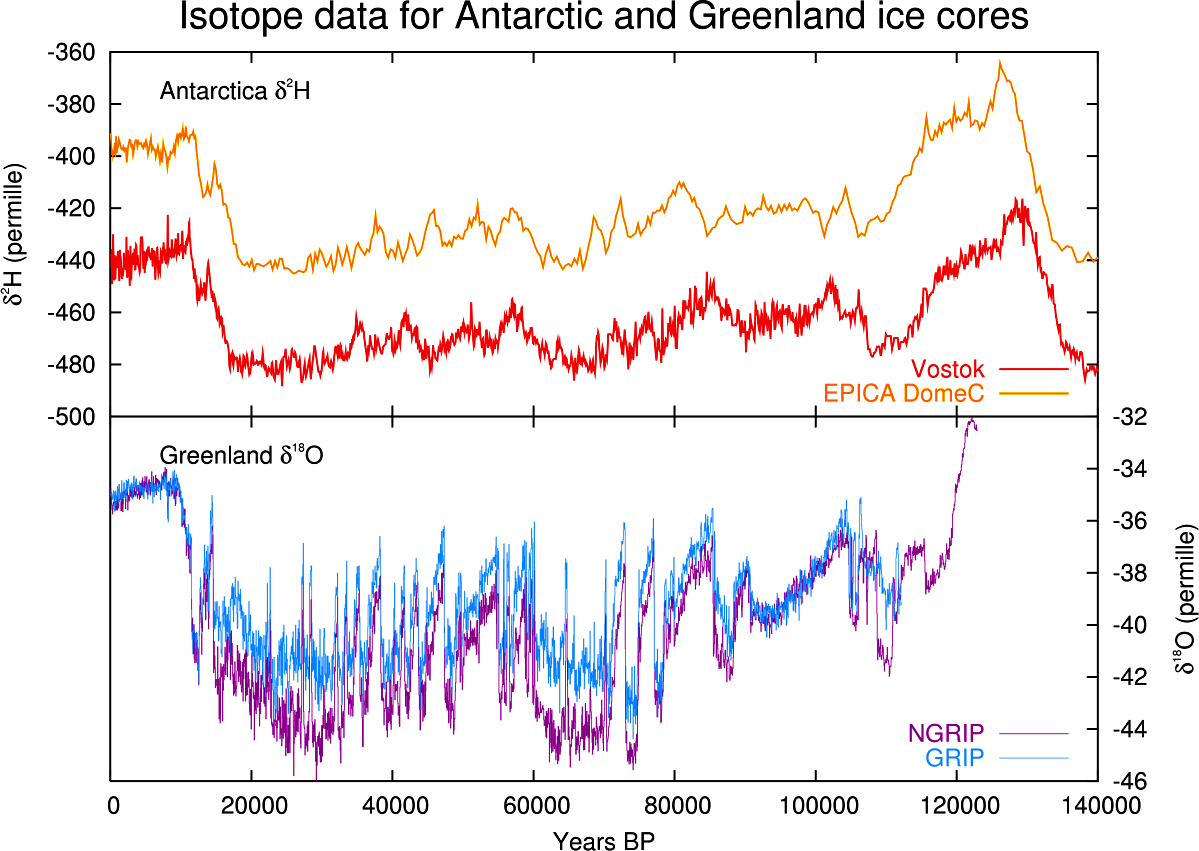 Isotope data for Antarctic and Greenland ice cores
-360
-380
-400
-420
-440
-460
-480
-500
δ²H (permille)
Antarctica δ²H
Vostok
EPICA DomeC
Greenland δ¹⁸O
-32
-34
-36
-38
-40
-42
-44
-46
δ¹⁸O (permille)
NGRIP
GRIP
0 20000 40000 60000 80000 100000 120000 140000
Years BP